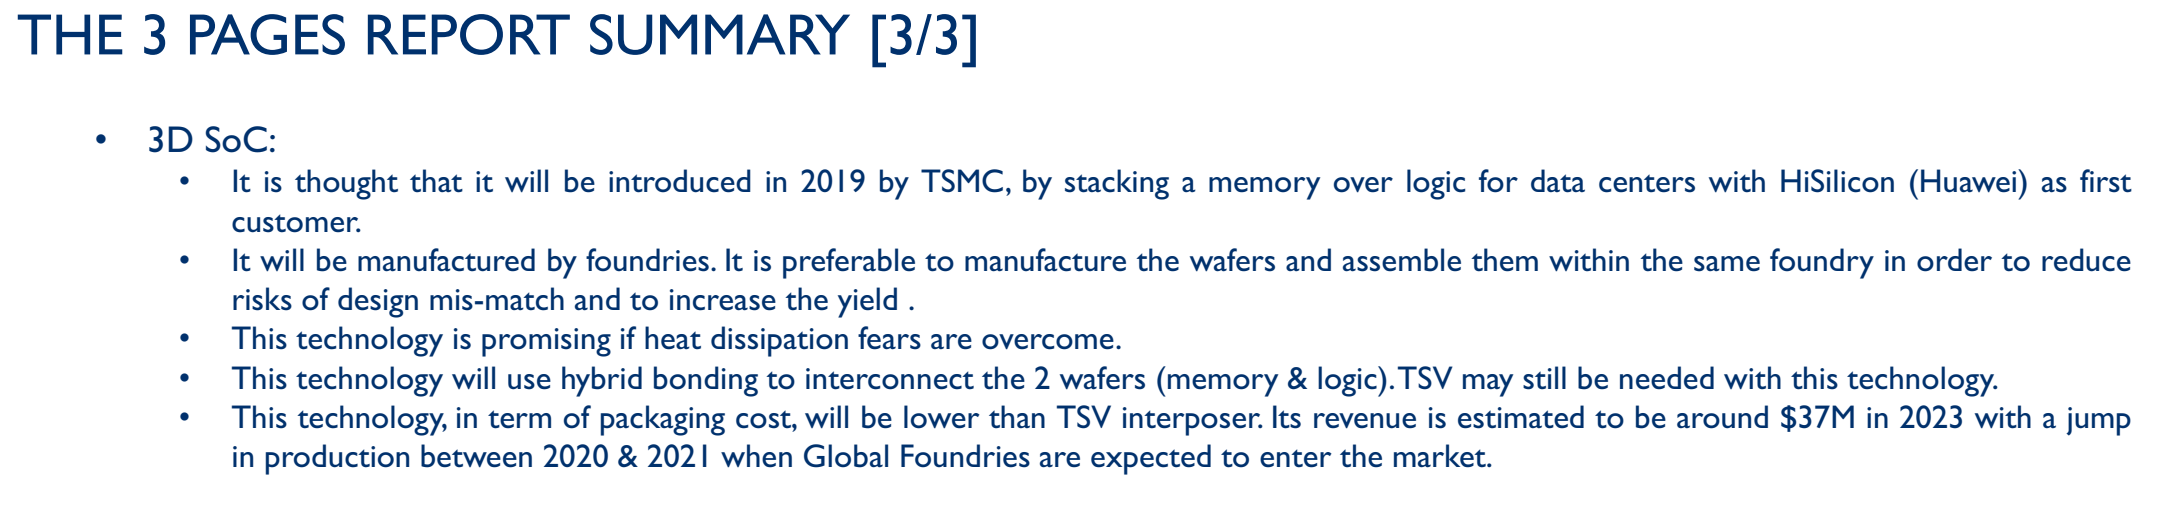 THE 3 PAGES REPORT SUMMARY [3/3]
• 3D SoC:
• It is thought that it will be introduced in 2019 by TSMC, by stacking a memory over logic for data centers with HiSilicon (Huawei) as first
customer.
• It will be manufactured by foundries. It is preferable to manufacture the wafers and assemble them within the same foundry in order to reduce
risks of design mis-match and to increase the yield .
• This technology is promising if heat dissipation fears are overcome.
• This technology will use hybrid bonding to interconnect the 2 wafers (memory & logic). TSV may still be needed with this technology.
• This technology, in term of packaging cost, will be lower than TSV interposer. Its revenue is estimated to be around $37M in 2023 with a jump
in production between 2020 & 2021 when Global Foundries are expected to enter the market.